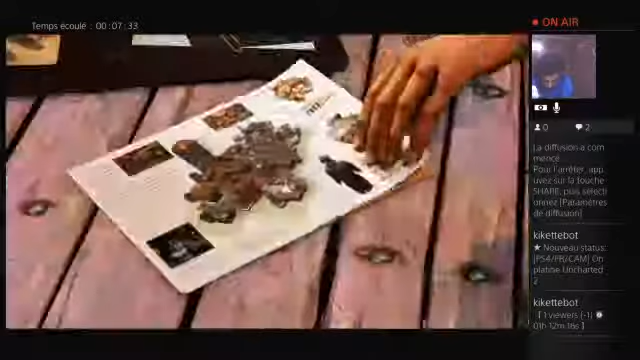 Temps écoulé : 00:07:33
ON AIR
0
2
La diffusion a com
mencé.
Pour l'arrêter, app
uyez sur la touche
SHARE, puis sélecti
onnez [Paramètres
de diffusion]
kikettebot
★ Nouveau status:
[PS4/FR/CAM] On
platine Uncharted
2
kikettebot
[ 1 viewers (-1)
01h 12m 16s ]